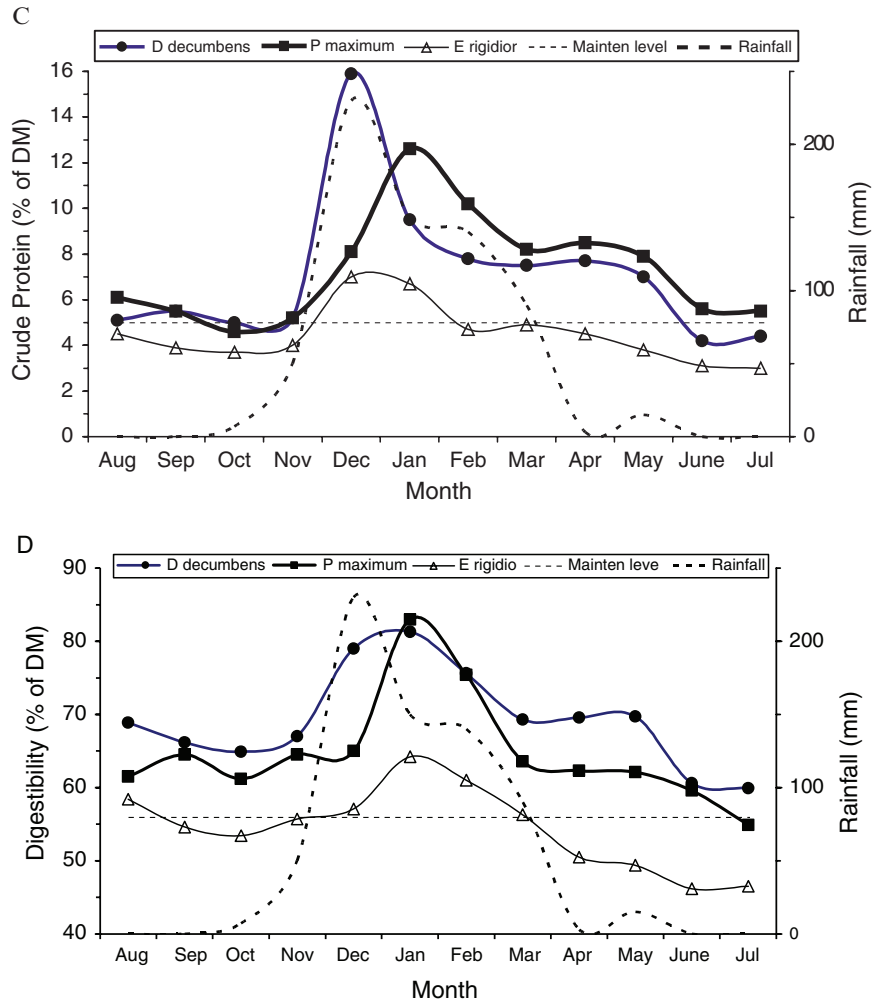 C
D decumbens P maximum E rigidior Mainten level Rainfall
Crude Protein (% of DM)
16
14
12
10
8
6
4
2
0
Rainfall (mm)
200
100
0
Aug Sep Oct Nov Dec Jan Feb Mar Apr May June Jul
Month
D
D decumbens P maximum E rigidio Mainten leve Rainfall
Digestibility (% of DM)
90
80
70
60
50
40
Rainfall (mm)
200
100
0
Aug Sep Oct Nov Dec Jan Feb Mar Apr May June Jul
Month